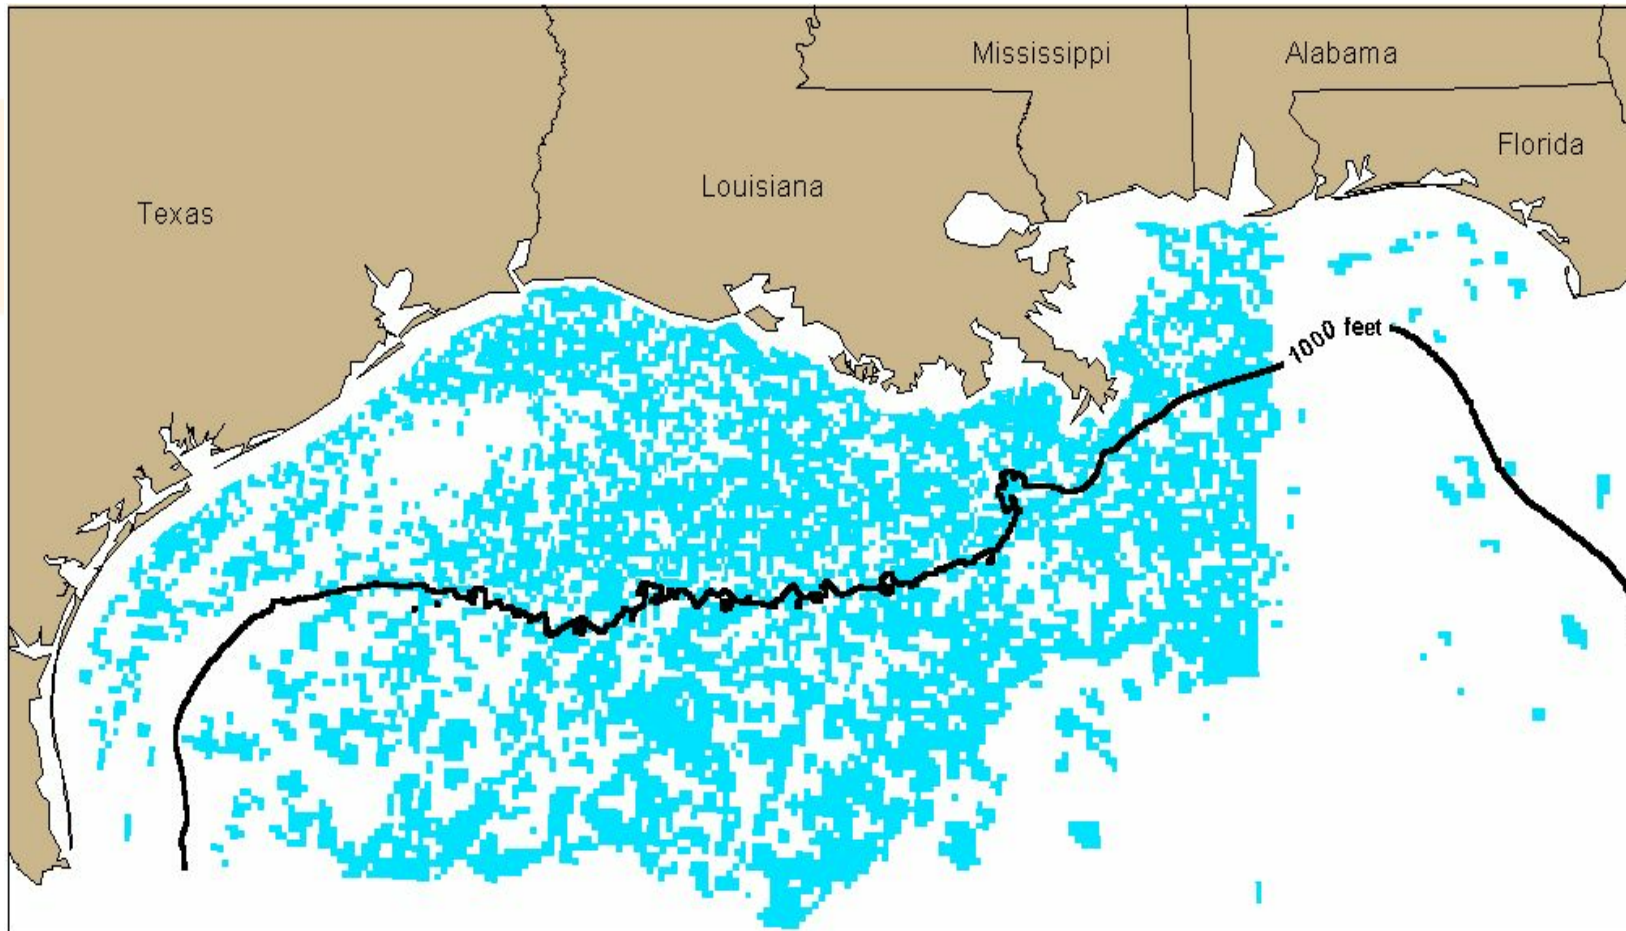 Mississippi
Alabama
Florida
Louisiana
Texas
1000 feet